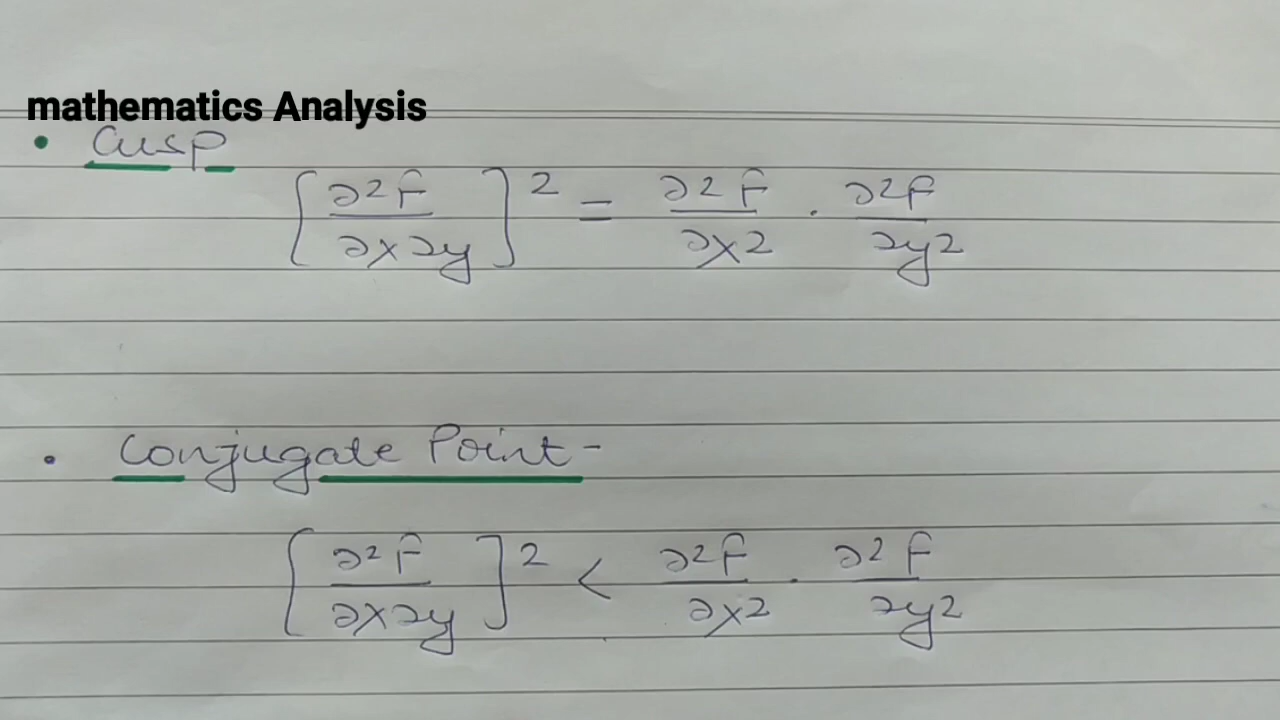 mathematics Analysis
• Cusp
[∂²F/∂x∂y]² = ∂²F/∂x² . ∂²F/∂y²
• Conjugate Point -
[∂²F/∂x∂y]² < ∂²F/∂x² . ∂²F/∂y²